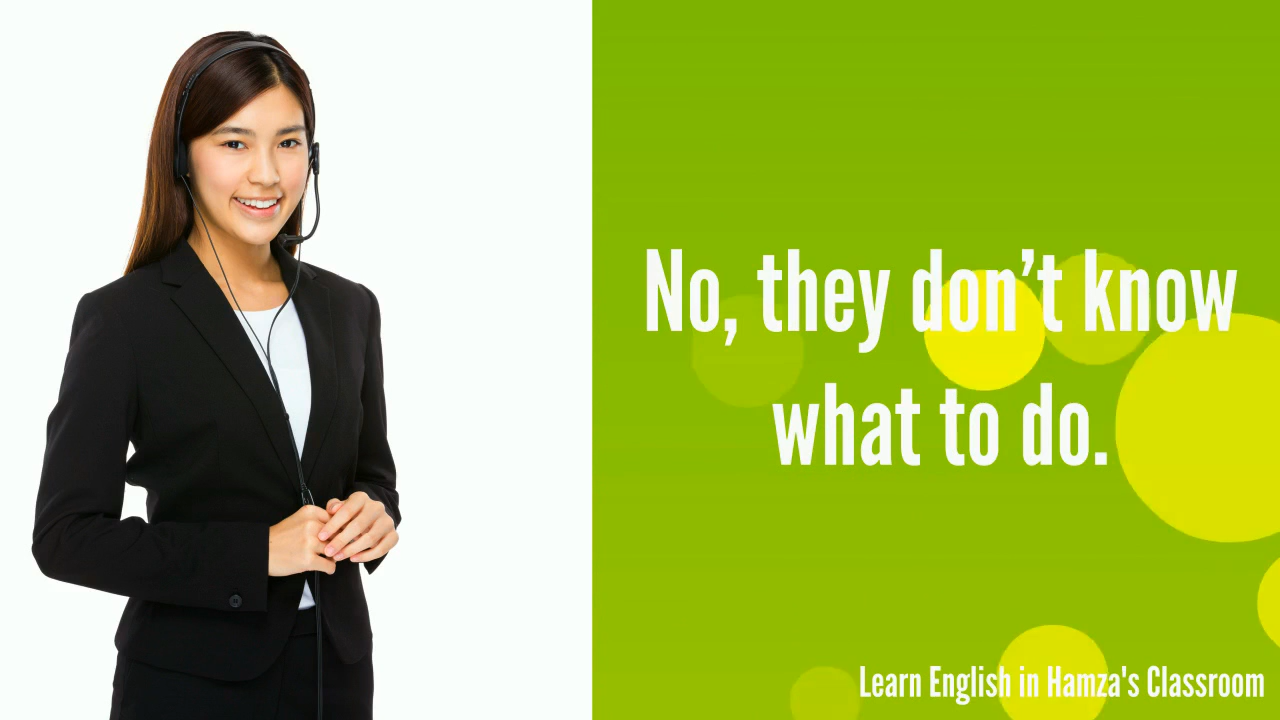 No, they don’t know
what to do.
Learn English in Hamza's Classroom